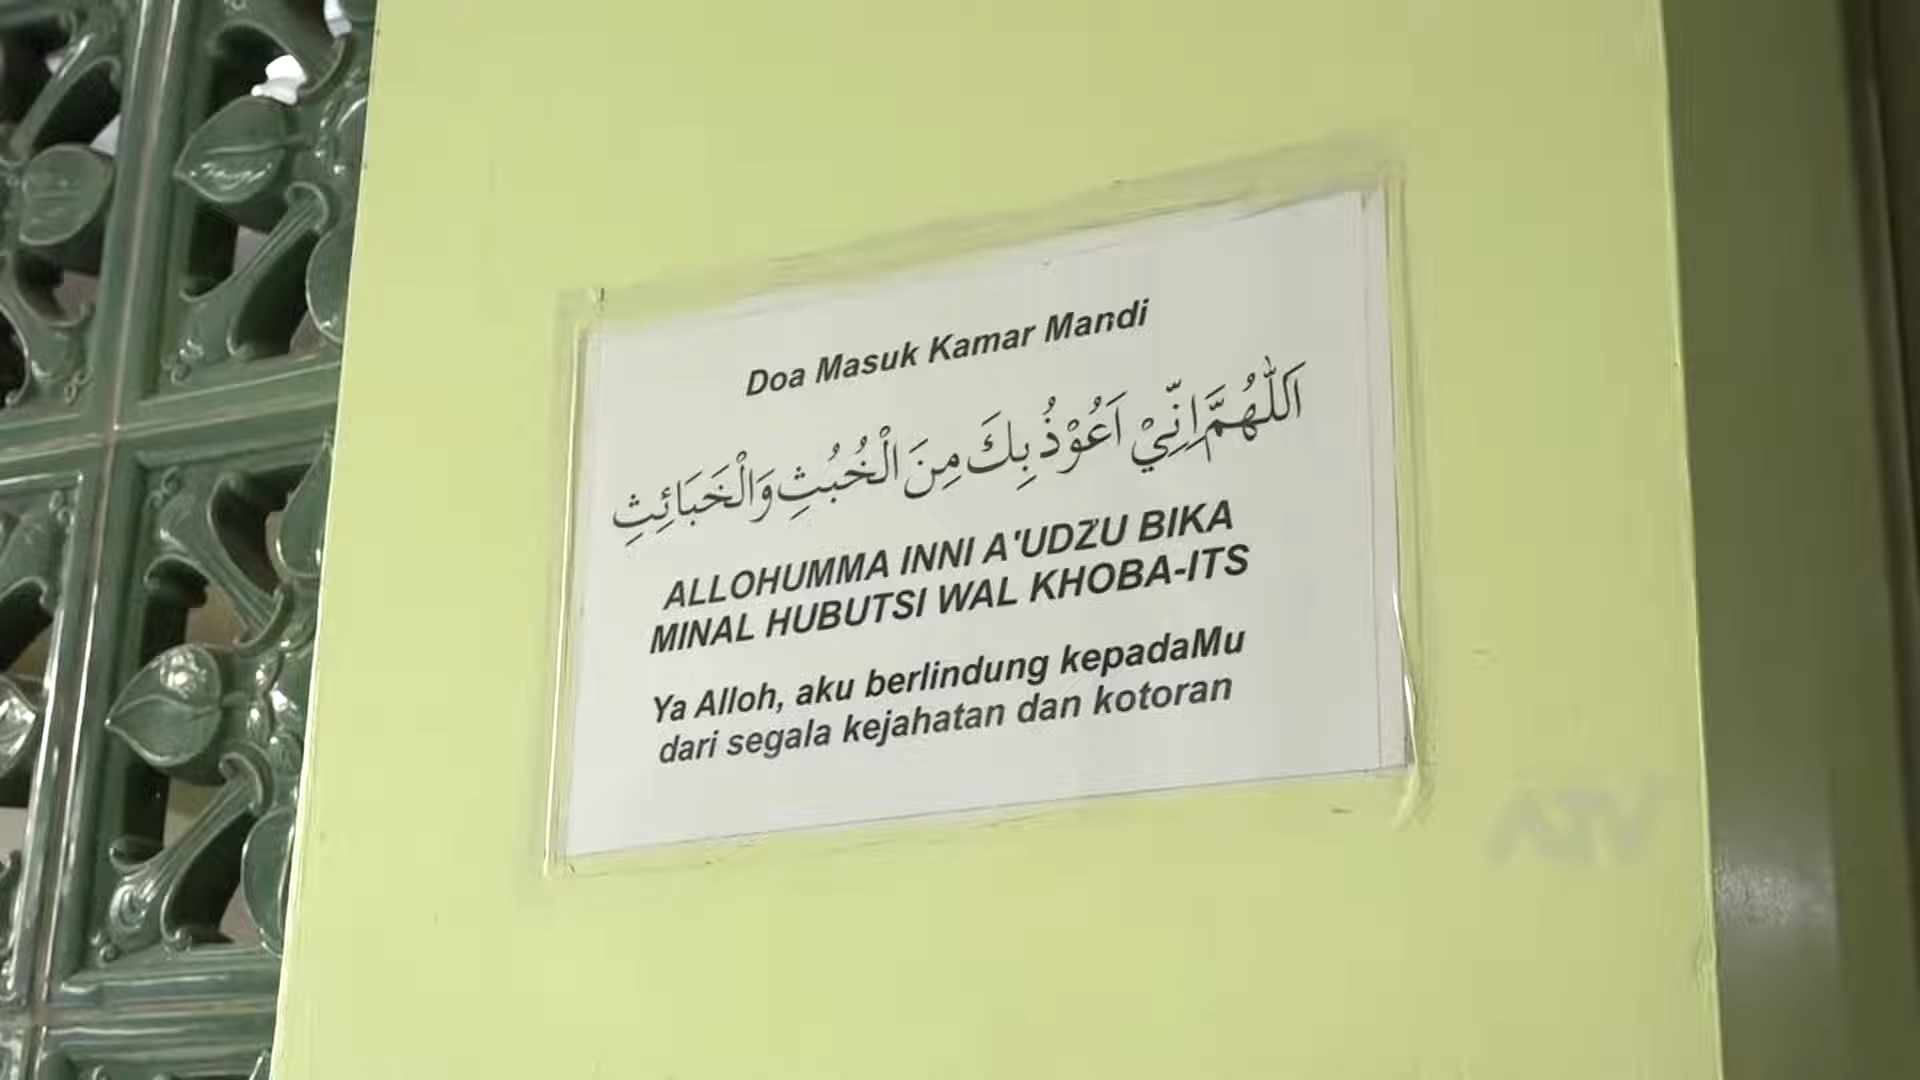 Doa Masuk Kamar Mandi
اَللّٰهُمَّ اِنِّيْ اَعُوْذُ بِكَ مِنَ الْخُبُثِ وَالْخَبَائِثِ
ALLOHUMMA INNI A'UDZU BIKA
MINAL HUBUTSI WAL KHOBA-ITS
Ya Alloh, aku berlindung kepadaMu
dari segala kejahatan dan kotoran